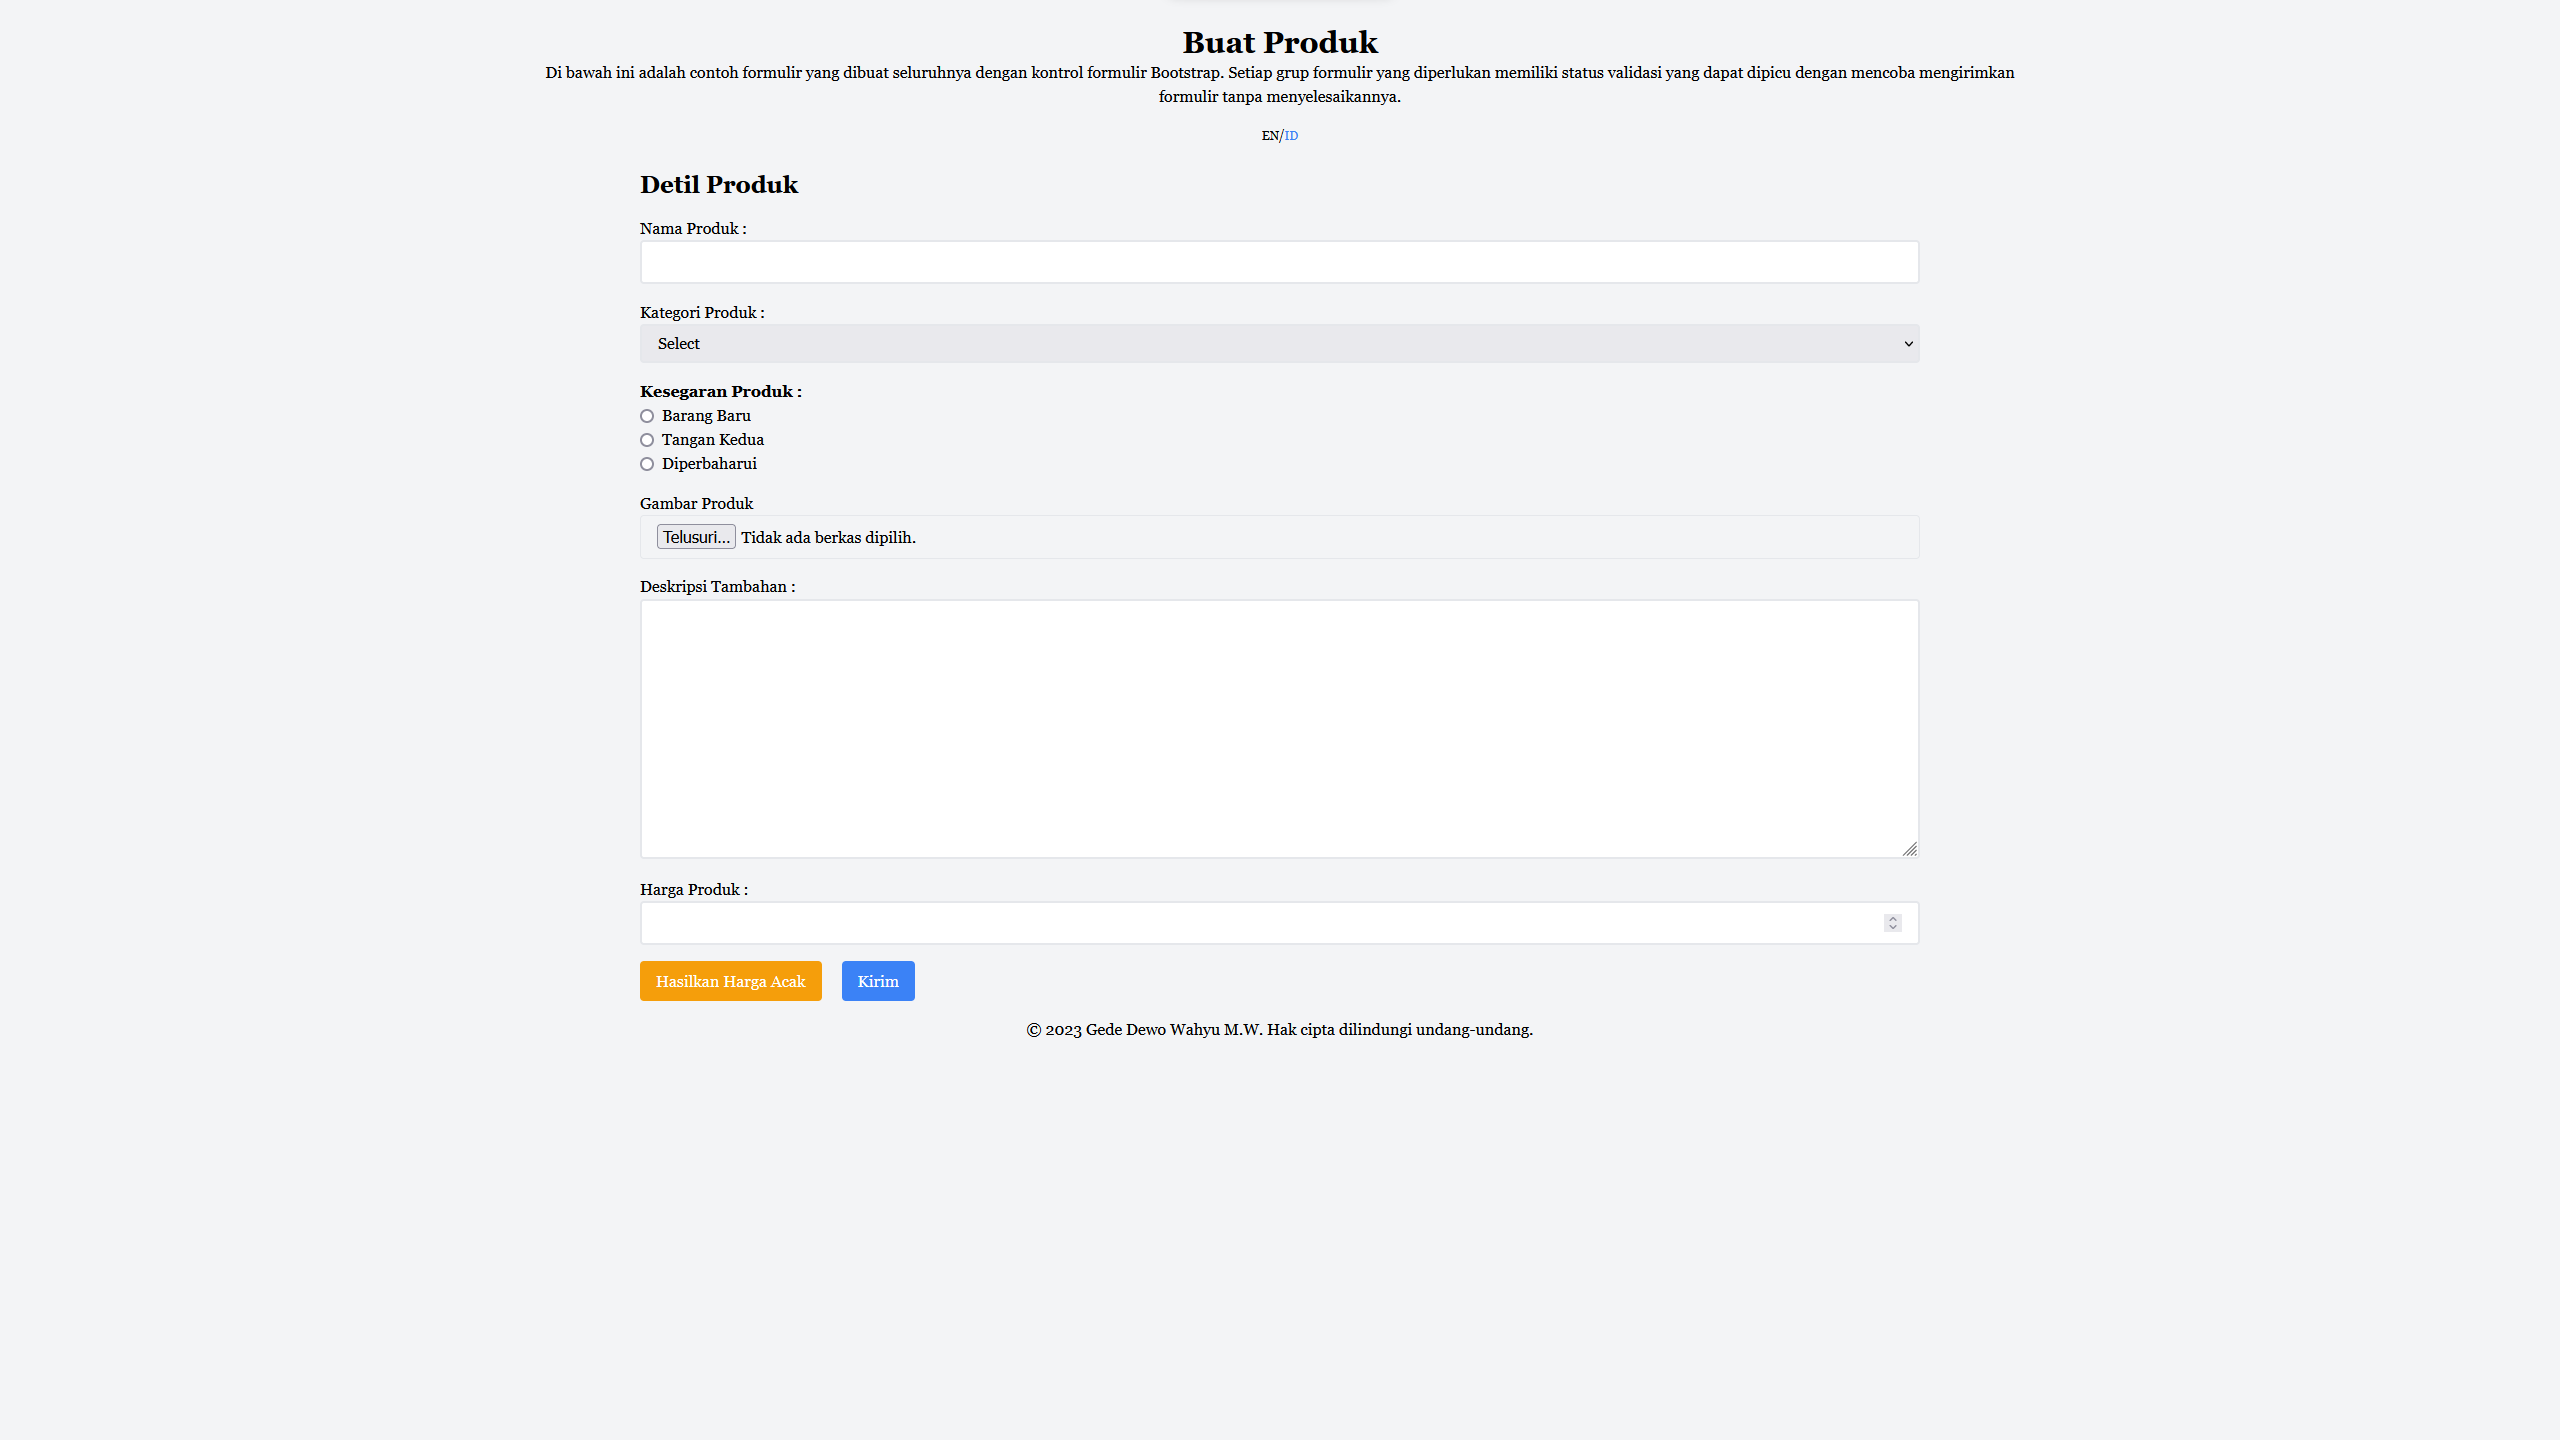 Buat Produk
Di bawah ini adalah contoh formulir yang dibuat seluruhnya dengan kontrol formulir Bootstrap. Setiap grup formulir yang diperlukan memiliki status validasi yang dapat dipicu dengan mencoba mengirimkan
formulir tanpa menyelesaikannya.
EN/ID
Detil Produk
Nama Produk :
Kategori Produk :
Select
Kesegaran Produk :
Barang Baru
Tangan Kedua
Diperbaharui
Gambar Produk
Telusuri... Tidak ada berkas dipilih.
Deskripsi Tambahan :
Harga Produk :
Hasilkan Harga Acak Kirim
© 2023 Gede Dewo Wahyu M.W. Hak cipta dilindungi undang-undang.